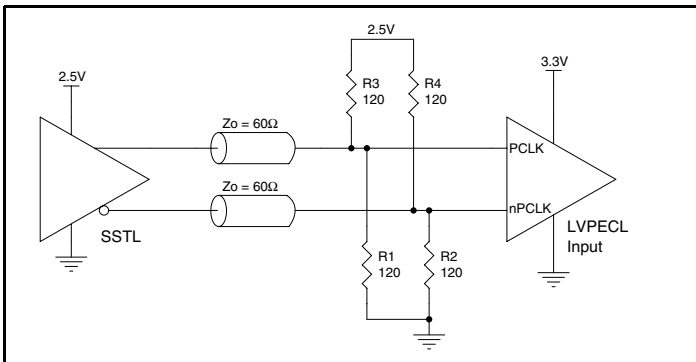 2.5V
3.3V
2.5V
R3
120
R4
120
Zo = 60Ω
PCLK
Zo = 60Ω
nPCLK
SSTL
LVPECL
Input
R1
120
R2
120